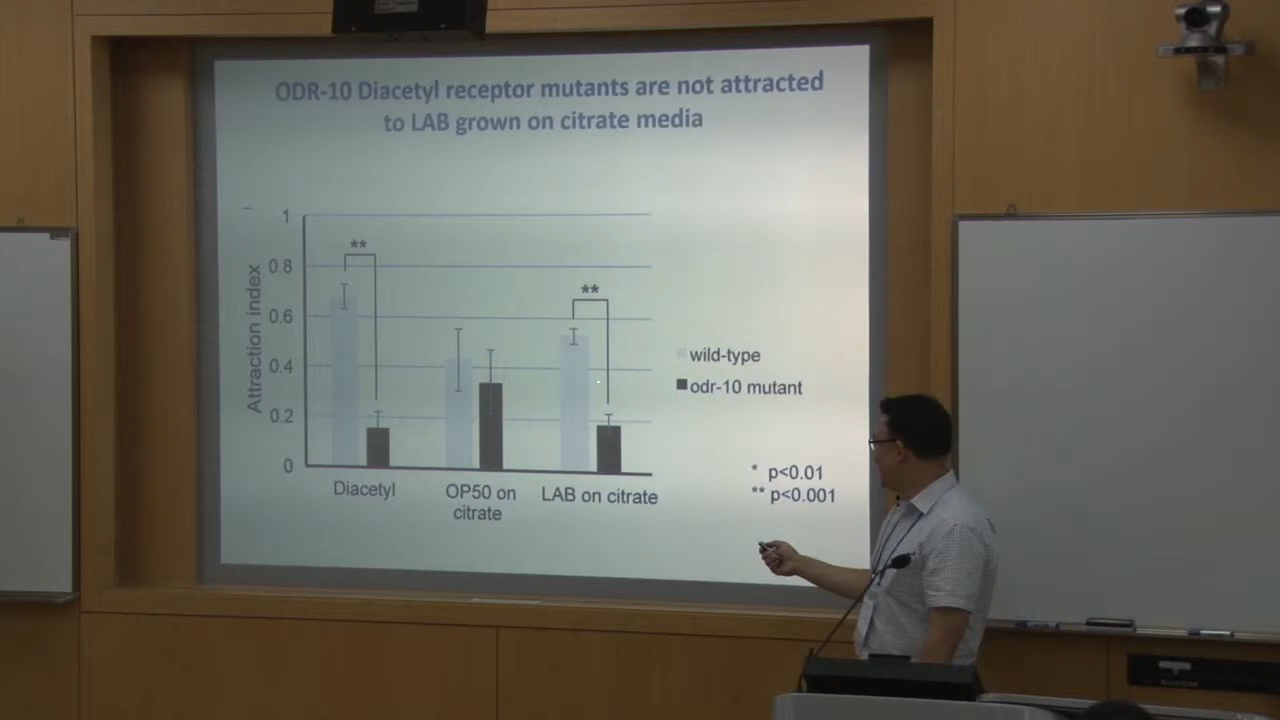 ODR-10 Diacetyl receptor mutants are not attracted
to LAB grown on citrate media
Attraction index
1
0.8
0.6
0.4
0.2
0
**
**
Diacetyl
OP50 on
citrate
LAB on citrate
wild-type
odr-10 mutant
* p<0.01
** p<0.001